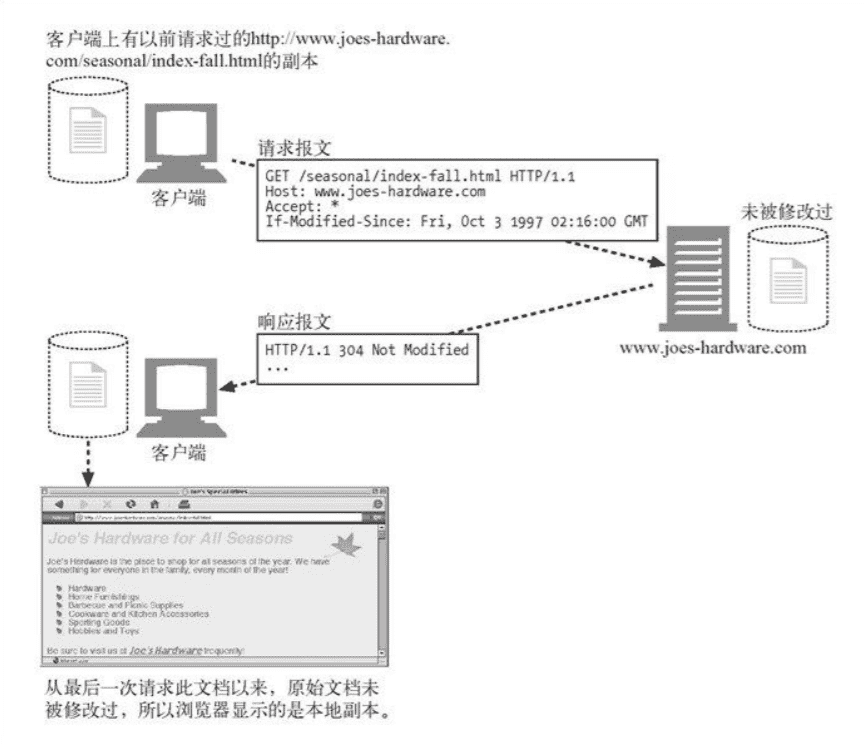 客户端上有以前请求过的http://www.joes-hardware.
com/seasonal/index-fall.html的副本
客户端
请求报文
GET /seasonal/index-fall.html HTTP/1.1
Host: www.joes-hardware.com
Accept: *
If-Modified-Since: Fri, Oct 3 1997 02:16:00 GMT
未被修改过
www.joes-hardware.com
响应报文
HTTP/1.1 304 Not Modified
...
客户端
Joe's Hardware for All Seasons
Joe's Hardware is the place to shop for all seasons of the year. We have
something for everyone in the family, every month of the year!
Hardware
Home Furnishings
Barbecue and Picnic Supplies
Cookware and Kitchen Accessories
Sporting Goods
Hobbies and Toys
Be sure to visit us at Joe's Hardware frequently!
从最后一次请求此文档以来，原始文档未
被修改过，所以浏览器显示的是本地副本。